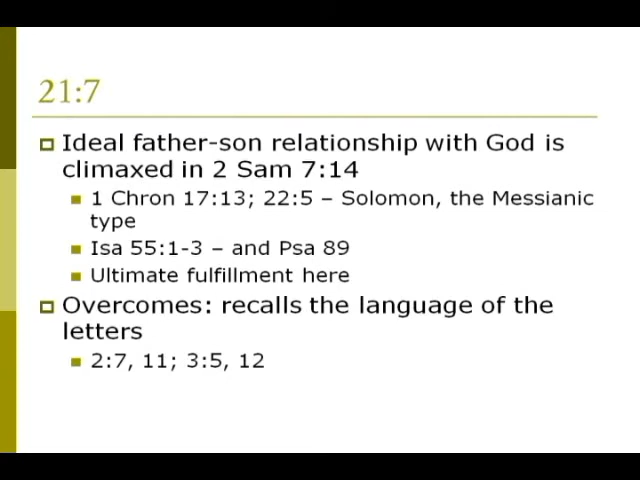 21:7
Ideal father-son relationship with God is
climaxed in 2 Sam 7:14
1 Chron 17:13; 22:5 – Solomon, the Messianic
type
Isa 55:1-3 – and Psa 89
Ultimate fulfillment here
Overcomes: recalls the language of the
letters
2:7, 11; 3:5, 12